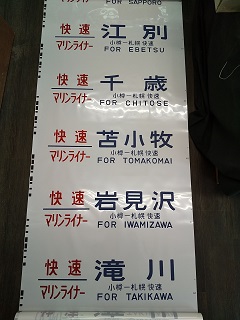 FOR SAPPORO
快速 江別
マリンライナー 小樽ー札幌 快速
FOR EBETSU
快速 千歳
マリンライナー 小樽ー札幌 快速
FOR CHITOSE
快速 苫小牧
マリンライナー 小樽ー札幌 快速
FOR TOMAKOMAI
快速 岩見沢
マリンライナー 小樽ー札幌 快速
FOR IWAMIZAWA
快速 滝川
マリンライナー 小樽ー札幌 快速
FOR TAKIKAWA